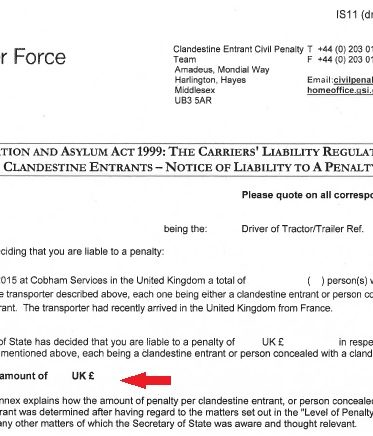 IS11 (dr
r Force
Clandestine Entrant Civil Penalty T +44 (0) 203 01
Team F +44 (0) 203 01
Amadeus, Mondial Way
Harlington, Hayes Email:civilpenal
Middlesex homeoffice.gsi.g
UB3 5AR
TION AND ASYLUM ACT 1999: THE CARRIERS' LIABILITY REGULAT
CLANDESTINE ENTRANTS – NOTICE OF LIABILITY TO A PENALTY
Please quote on all corresp
being the: Driver of Tractor/Trailer Ref.
ciding that you are liable to a penalty:
2015 at Cobham Services in the United Kingdom a total of ( ) person(s) w
e transporter described above, each one being either a clandestine entrant or person conce
rant. The transporter had recently arrived in the United Kingdom from France.
of State has decided that you are liable to a penalty of UK £ in respe
mentioned above, each being a clandestine entrant or person concealed with a cland
amount of UK £
nnex explains how the amount of penalty per clandestine entrant, or person conceale
rant was determined after having regard to the matters set out in the "Level of Penalty
any other matters of which the Secretary of State was aware and thought relevant.